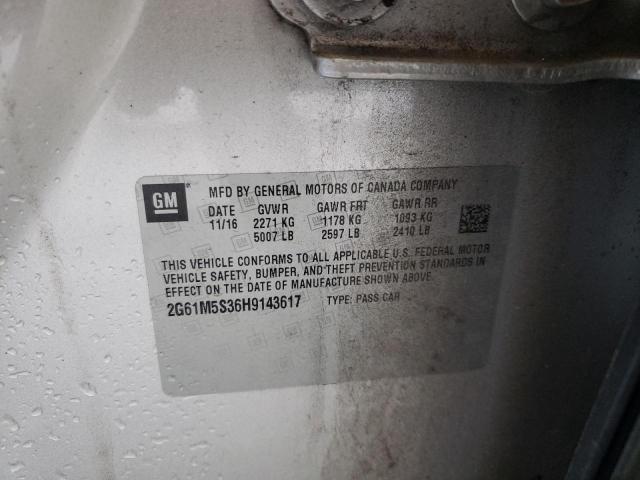 GM
MFD BY GENERAL MOTORS OF CANADA COMPANY
DATE GVWR GAWR FRT GAWR RR
11/16 2271 KG 1178 KG 1093 KG
5007 LB 2597 LB 2410 LB
THIS VEHICLE CONFORMS TO ALL APPLICABLE U.S. FEDERAL MOTOR
VEHICLE SAFETY, BUMPER, AND THEFT PREVENTION STANDARDS IN
EFFECT ON THE DATE OF MANUFACTURE SHOWN ABOVE.
2G61M5S36H9143617 TYPE: PASS CAR